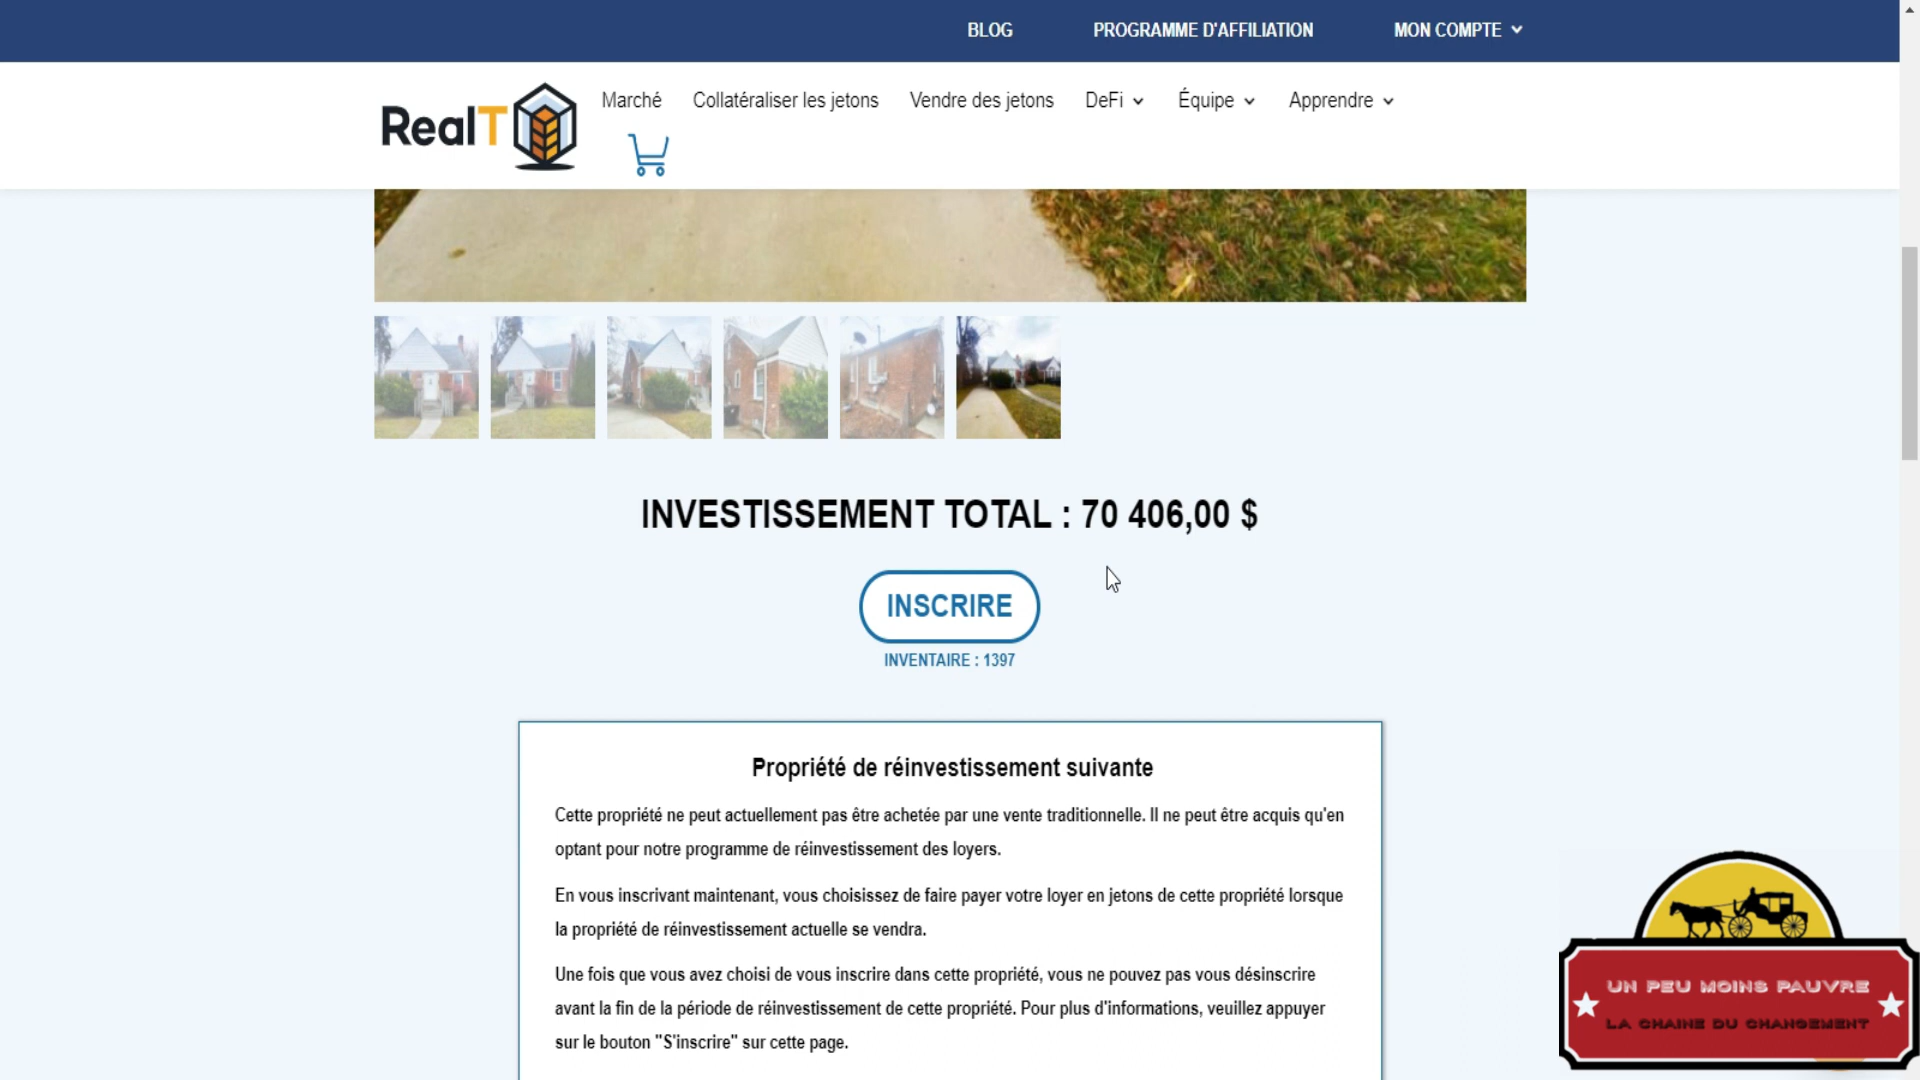 BLOG PROGRAMME D'AFFILIATION MON COMPTE
RealT
Marché Collatéraliser les jetons Vendre des jetons DeFi Équipe Apprendre
INVESTISSEMENT TOTAL : 70 406,00 $
INSCRIRE
INVENTAIRE : 1397
Propriété de réinvestissement suivante
Cette propriété ne peut actuellement pas être achetée par une vente traditionnelle. Il ne peut être acquis qu'en
optant pour notre programme de réinvestissement des loyers.
En vous inscrivant maintenant, vous choisissez de faire payer votre loyer en jetons de cette propriété lorsque
la propriété de réinvestissement actuelle se vendra.
Une fois que vous avez choisi de vous inscrire dans cette propriété, vous ne pouvez pas vous désinscrire
avant la fin de la période de réinvestissement de cette propriété. Pour plus d'informations, veuillez appuyer
sur le bouton "S'inscrire" sur cette page.
UN PEU MOINS PAUVRE
LA CHAINE DU CHANGEMENT